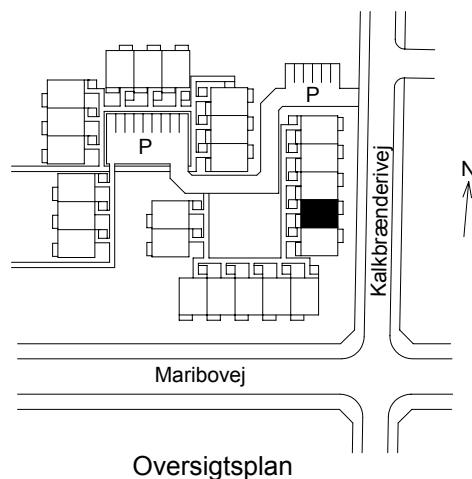 P
P
N
Kalkbrænderivej
Maribovej
Oversigtsplan